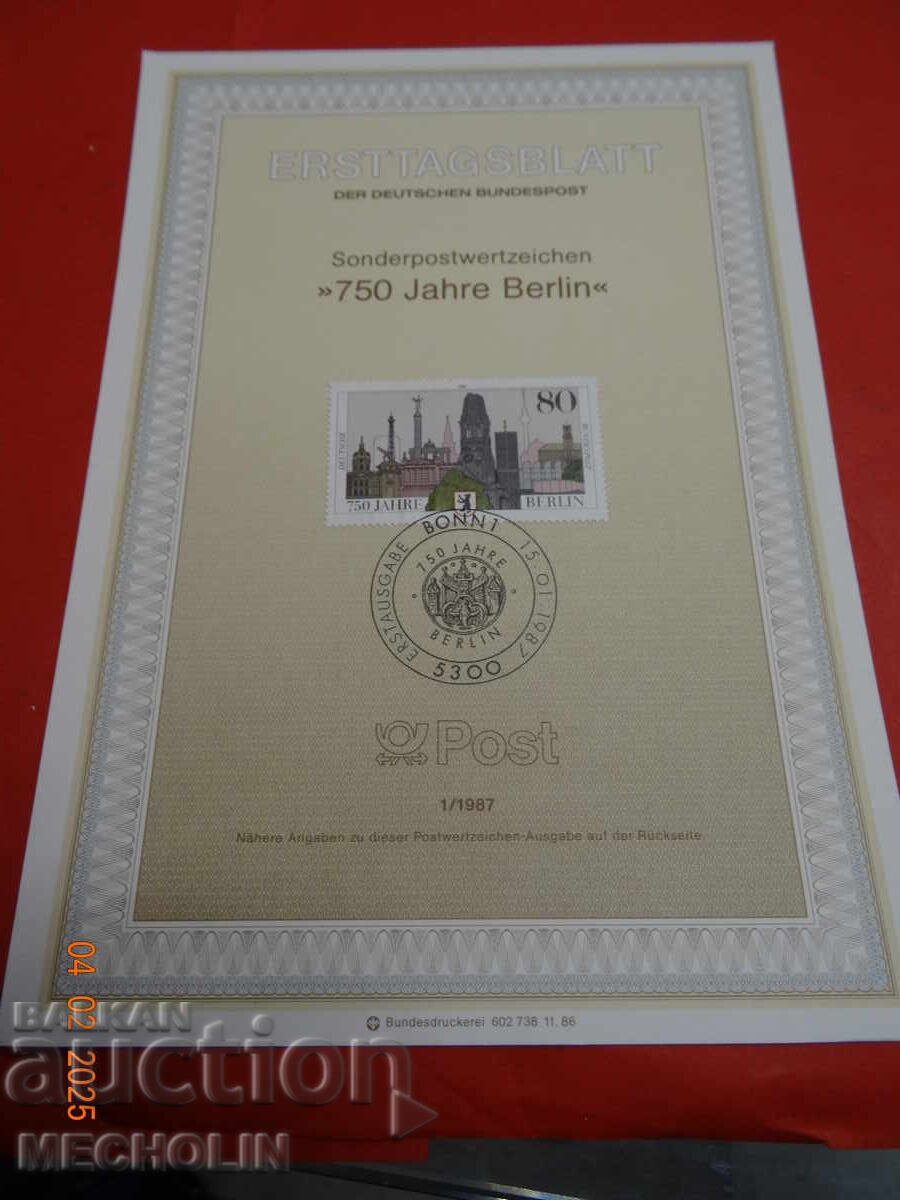 ERSTTAGSBLATT
DER DEUTSCHEN BUNDESPOST
Sonderpostwertzeichen
»750 Jahre Berlin«
80
DEUTSCHE
750 JAHRE
BERLIN
BONN 1
ERSTAUSGABE
15.01.1987
750 JAHRE
BERLIN
5300
Post
1/1987
Nähere Angaben zu dieser Postwertzeichen-Ausgabe auf der Rückseite
Bundesdruckerei 602 738 11.86
04 02 2025
BALKAN
auction
MECHOLIN